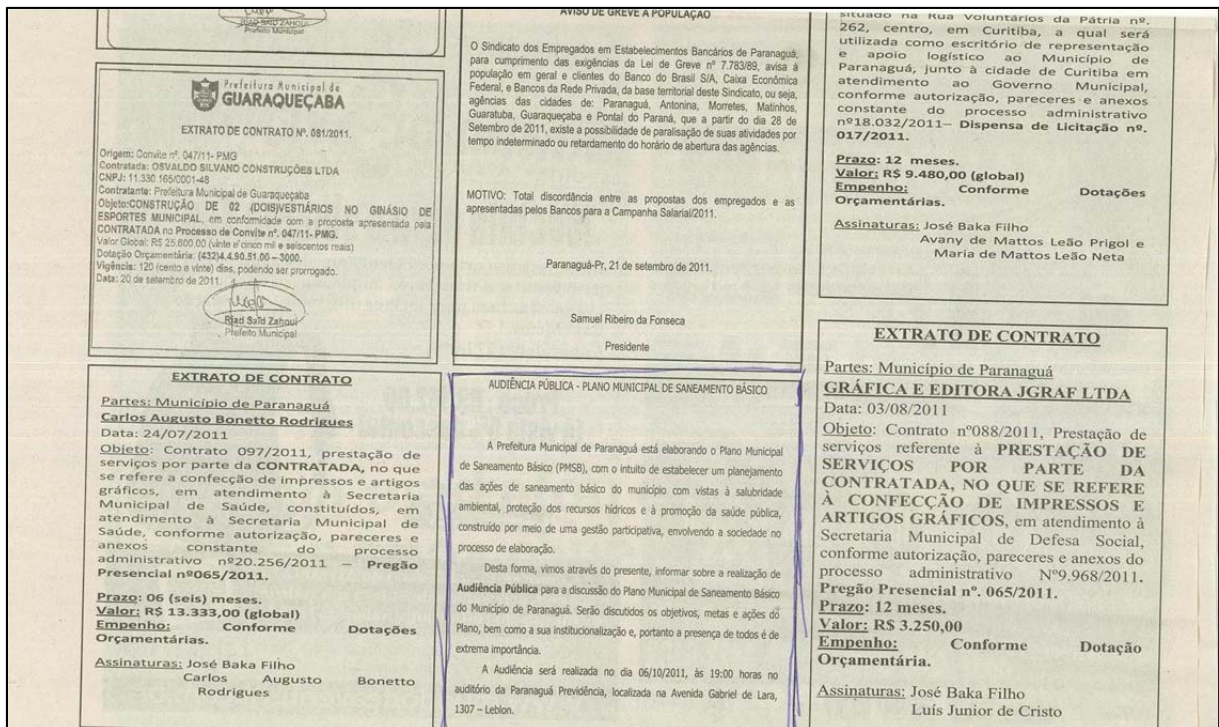 RIAD SAID ZAHOUI
Prefeito Municipal
Prefeitura Municipal de
GUARAQUEÇABA
EXTRATO DE CONTRATO Nº. 081/2011.
Origem: Convite nº. 047/11- PMG
Contratada: OSVALDO SILVANO CONSTRUÇÕES LTDA
CNPJ: 11.330.165/0001-48
Contratante: Prefeitura Municipal de Guaraqueçaba
Objeto:CONSTRUÇÃO DE 02 (DOIS)VESTIÁRIOS NO GINÁSIO DE
ESPORTES MUNICIPAL, em conformidade com a proposta apresentada pela
CONTRATADA no Processo de Convite nº. 047/11- PMG.
Valor Global: R$ 25.600,00 (vinte e cinco mil e seiscentos reais)
Dotação Orçamentária: (432)4.4.90.51.00 – 3000.
Vigência: 120 (cento e vinte) dias, podendo ser prorrogado.
Data: 20 de setembro de 2011.
Riad Said Zahoui
Prefeito Municipal
EXTRATO DE CONTRATO
Partes: Município de Paranaguá
Carlos Augusto Bonetto Rodrigues
Data: 24/07/2011
Objeto: Contrato 097/2011, prestação de
serviços por parte da CONTRATADA, no que
se refere a confecção de impressos e artigos
gráficos, em atendimento à Secretaria
Municipal de Saúde, constituídos, em
atendimento à Secretaria Municipal de
Saúde, conforme autorização, pareceres e
anexos constante do processo
administrativo nº20.256/2011 – Pregão
Presencial nº065/2011.
Prazo: 06 (seis) meses.
Valor: R$ 13.333,00 (global)
Empenho: Conforme Dotações
Orçamentárias.
Assinaturas: José Baka Filho
Carlos Augusto Bonetto
Rodrigues
AVISO DE GREVE À POPULAÇÃO
O Sindicato dos Empregados em Estabelecimentos Bancários de Paranaguá,
para cumprimento das exigências da Lei de Greve nº 7.783/89, avisa á
população em geral e clientes do Banco do Brasil S/A, Caixa Econômica
Federal, e Bancos da Rede Privada, da base territorial deste Sindicato, ou seja,
agências das cidades de: Paranaguá, Antonina, Morretes, Matinhos,
Guaratuba, Guaraqueçaba e Pontal do Paraná, que a partir do dia 28 de
Setembro de 2011, existe a possibilidade de paralisação de suas atividades por
tempo indeterminado ou retardamento do horário de abertura das agências.
MOTIVO: Total discordância entre as propostas dos empregados e as
apresentadas pelos Bancos para a Campanha Salarial/2011.
Paranaguá-Pr, 21 de setembro de 2011.
Samuel Ribeiro da Fonseca
Presidente
AUDIÊNCIA PÚBLICA - PLANO MUNICIPAL DE SANEAMENTO BÁSICO
A Prefeitura Municipal de Paranaguá está elaborando o Plano Municipal
de Saneamento Básico (PMSB), com o intuito de estabelecer um planejamento
das ações de saneamento básico do município com vistas à salubridade
ambiental, proteção dos recursos hídricos e à promoção da saúde pública,
construído por meio de uma gestão participativa, envolvendo a sociedade no
processo de elaboração.
Desta forma, vimos através do presente, informar sobre a realização de
Audiência Pública para a discussão do Plano Municipal de Saneamento Básico
do Município de Paranaguá. Serão discutidos os objetivos, metas e ações do
Plano, bem como a sua institucionalização e, portanto a presença de todos é de
extrema importância.
A Audiência será realizada no dia 06/10/2011, às 19:00 horas no
auditório da Paranaguá Previdência, localizada na Avenida Gabriel de Lara,
1307 – Leblon.
situado na Rua Voluntários da Pátria nº.
262, centro, em Curitiba, a qual será
utilizada como escritório de representação
e apoio logístico ao Município de
Paranaguá, junto à cidade de Curitiba em
atendimento ao Governo Municipal,
conforme autorização, pareceres e anexos
constante do processo administrativo
nº18.032/2011– Dispensa de Licitação nº.
017/2011.
Prazo: 12 meses.
Valor: R$ 9.480,00 (global)
Empenho: Conforme Dotações
Orçamentárias.
Assinaturas: José Baka Filho
Avany de Mattos Leão Prigol e
Maria de Mattos Leão Neta
EXTRATO DE CONTRATO
Partes: Município de Paranaguá
GRÁFICA E EDITORA JGRAF LTDA
Data: 03/08/2011
Objeto: Contrato nº088/2011, Prestação de
serviços referente à PRESTAÇÃO DE
SERVIÇOS POR PARTE DA
CONTRATADA, NO QUE SE REFERE
À CONFECÇÃO DE IMPRESSOS E
ARTIGOS GRÁFICOS, em atendimento à
Secretaria Municipal de Defesa Social,
conforme autorização, pareceres e anexos do
processo administrativo Nº9.968/2011.
Pregão Presencial nº. 065/2011.
Prazo: 12 meses.
Valor: R$ 3.250,00
Empenho: Conforme Dotação
Orçamentária.
Assinaturas: José Baka Filho
Luís Junior de Cristo